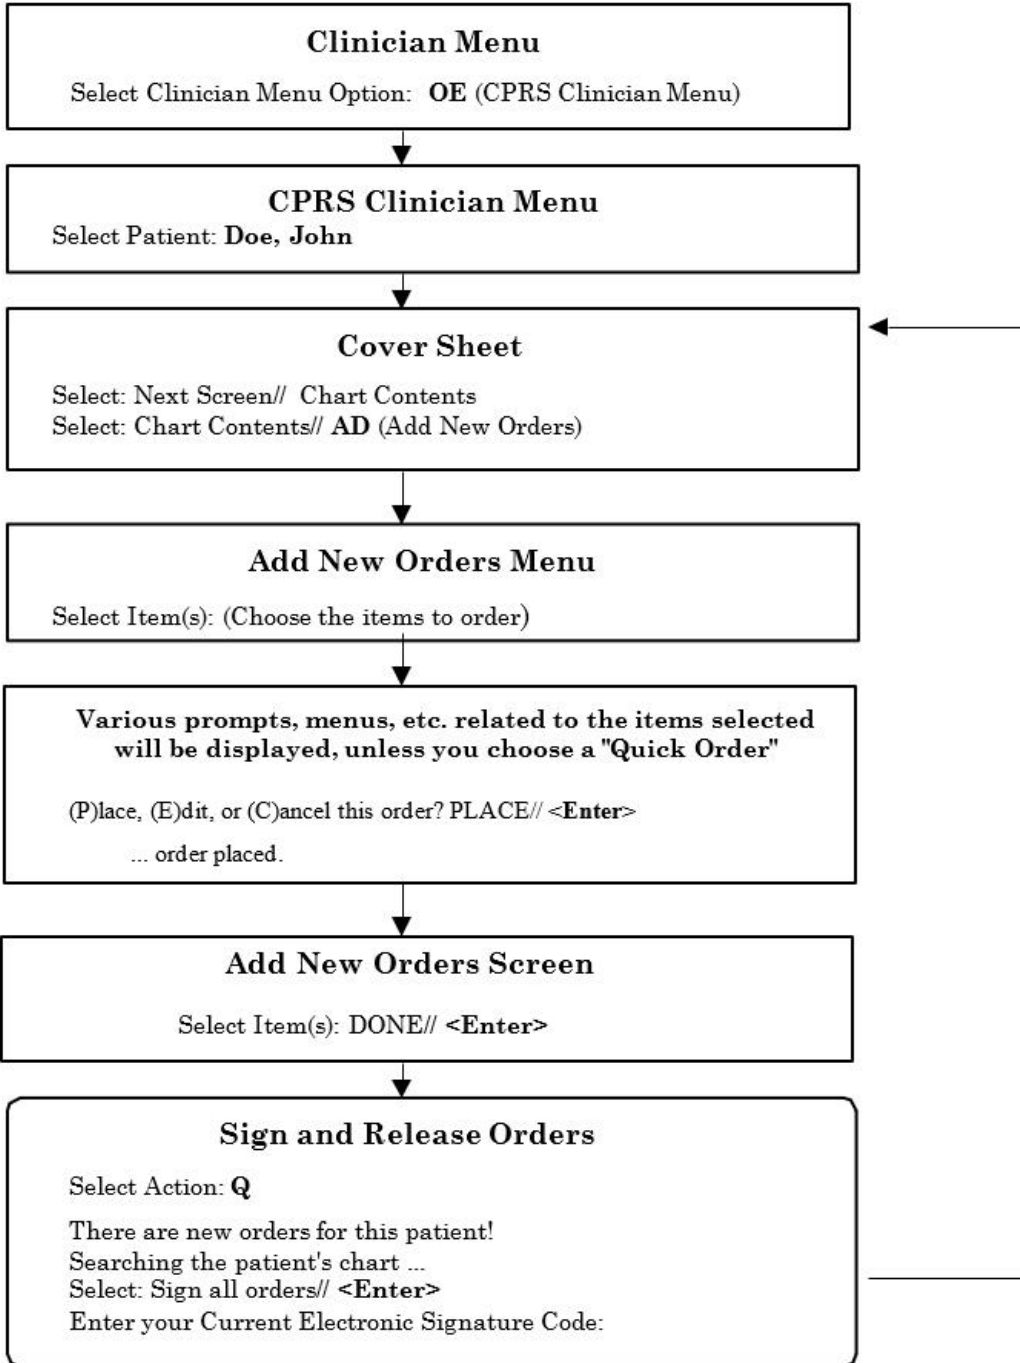 Clinician Menu
Select Clinician Menu Option: OE (CPRS Clinician Menu)
CPRS Clinician Menu
Select Patient: Doe, John
Cover Sheet
Select: Next Screen// Chart Contents
Select: Chart Contents// AD (Add New Orders)
Add New Orders Menu
Select Item(s): (Choose the items to order)
Various prompts, menus, etc. related to the items selected
will be displayed, unless you choose a "Quick Order"
(P)lace, (E)dit, or (C)ancel this order? PLACE// <Enter>
... order placed.
Add New Orders Screen
Select Item(s): DONE// <Enter>
Sign and Release Orders
Select Action: Q
There are new orders for this patient!
Searching the patient's chart ...
Select: Sign all orders// <Enter>
Enter your Current Electronic Signature Code: